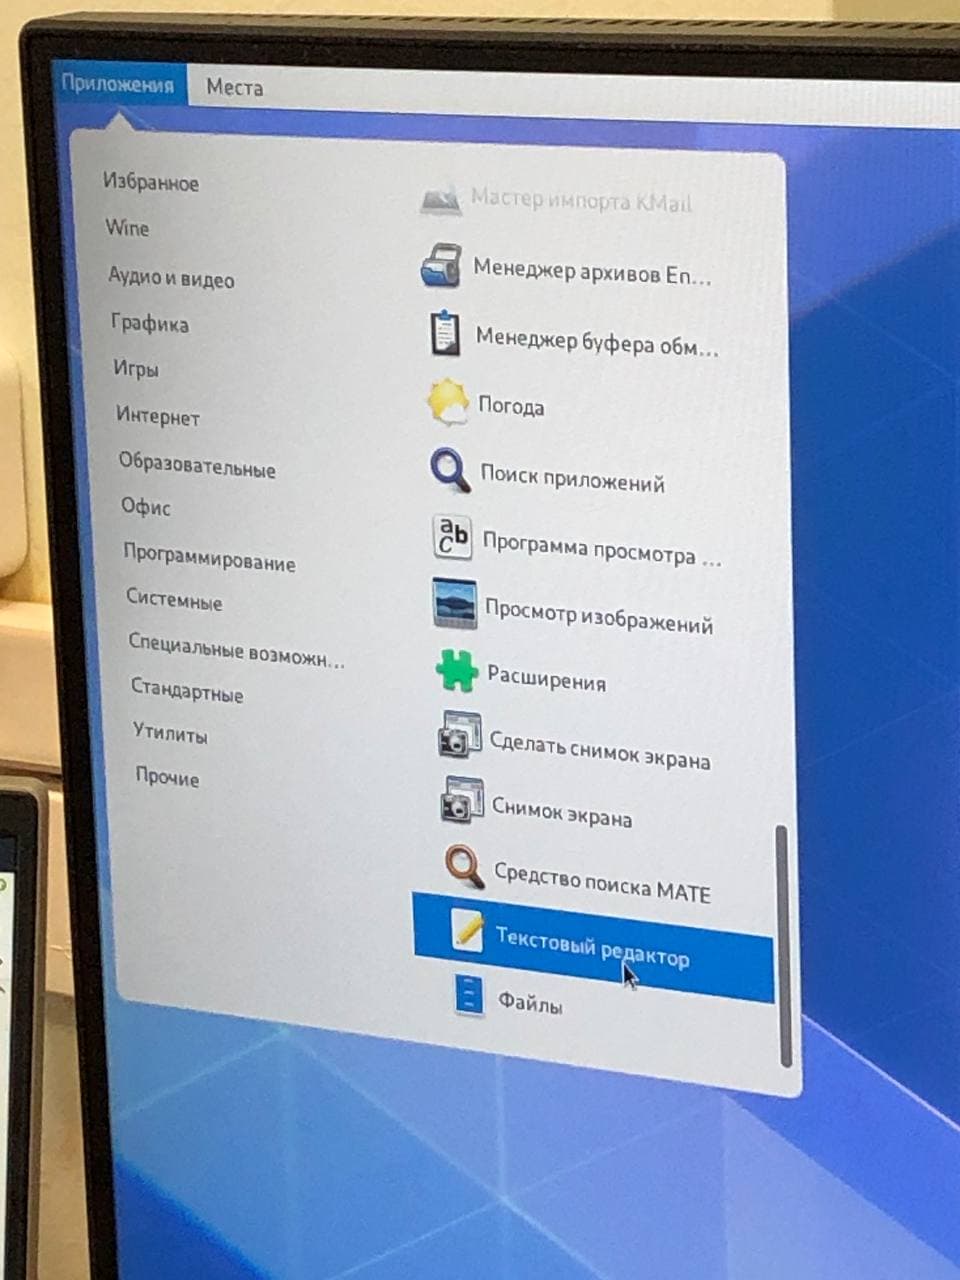 Приложения
Места
Избранное
Wine
Аудио и видео
Графика
Игры
Интернет
Образовательные
Офис
Программирование
Системные
Специальные возможн...
Стандартные
Утилиты
Прочие
Мастер импорта KMail
Менеджер архивов En...
Менеджер буфера обм...
Погода
Поиск приложений
Программа просмотра ...
Просмотр изображений
Расширения
Сделать снимок экрана
Снимок экрана
Средство поиска MATE
Текстовый редактор
Файлы